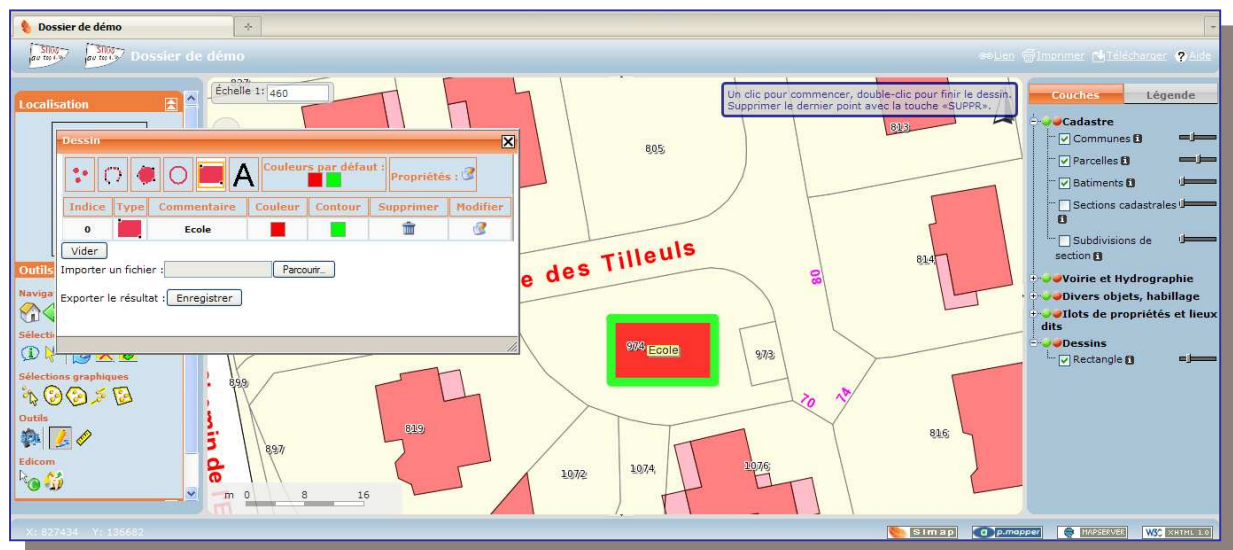 Dossier de démo
Dossier de démo
Lien Imprimer Télécharger ? Aide
Localisation
Échelle 1: 460
Un clic pour commencer, double-clic pour finir le dessin.
Supprimer le dernier point avec la touche «SUPPR».
Couches Légende
Dessin
A Couleurs par défaut : Propriétés :
Indice Type Commentaire Couleur Contour Supprimer Modifier
0 Ecole
Vider
Importer un fichier : Parcourir...
Exporter le résultat : Enregistrer
Outils
Naviga
Sélecti
Sélections graphiques
Outils
Edicom
Cadastre
Communes
Parcelles
Batiments
Sections cadastrales
Subdivisions de
section
Voirie et Hydrographie
Divers objets, habillage
Ilots de propriétés et lieux
dits
Dessins
Rectangle
827
805
813
e des Tilleuls
80
814
974 Ecole
973
70
74
899
min de l'E
819
897
816
1072
1074
1076
m 0 8 16
X: 827434 Y: 136682
Simap
p.mapper
MAPSERVER
W3C XHTML 1.0